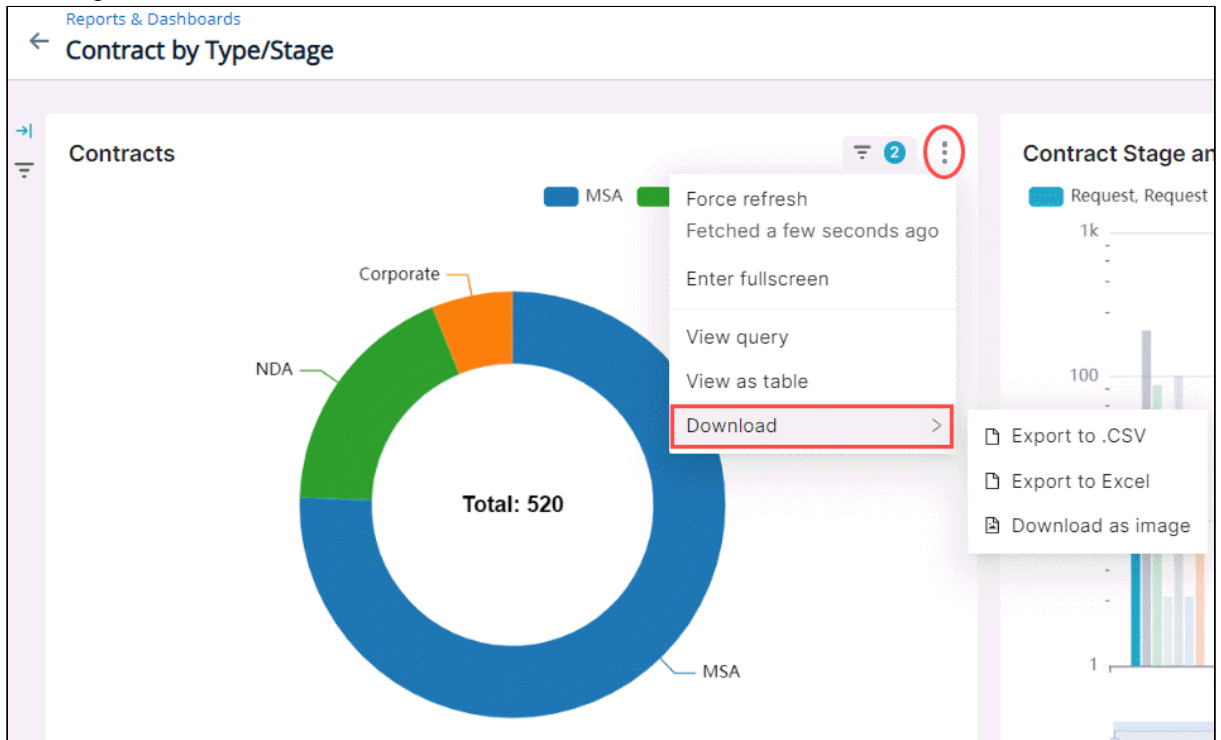 Reports & Dashboards
Contract by Type/Stage
Contracts
2
MSA
Force refresh
Fetched a few seconds ago
Enter fullscreen
View query
View as table
Download
Export to .CSV
Export to Excel
Download as image
Corporate
NDA
Total: 520
MSA
Contract Stage an
Request, Request
1k
100
1